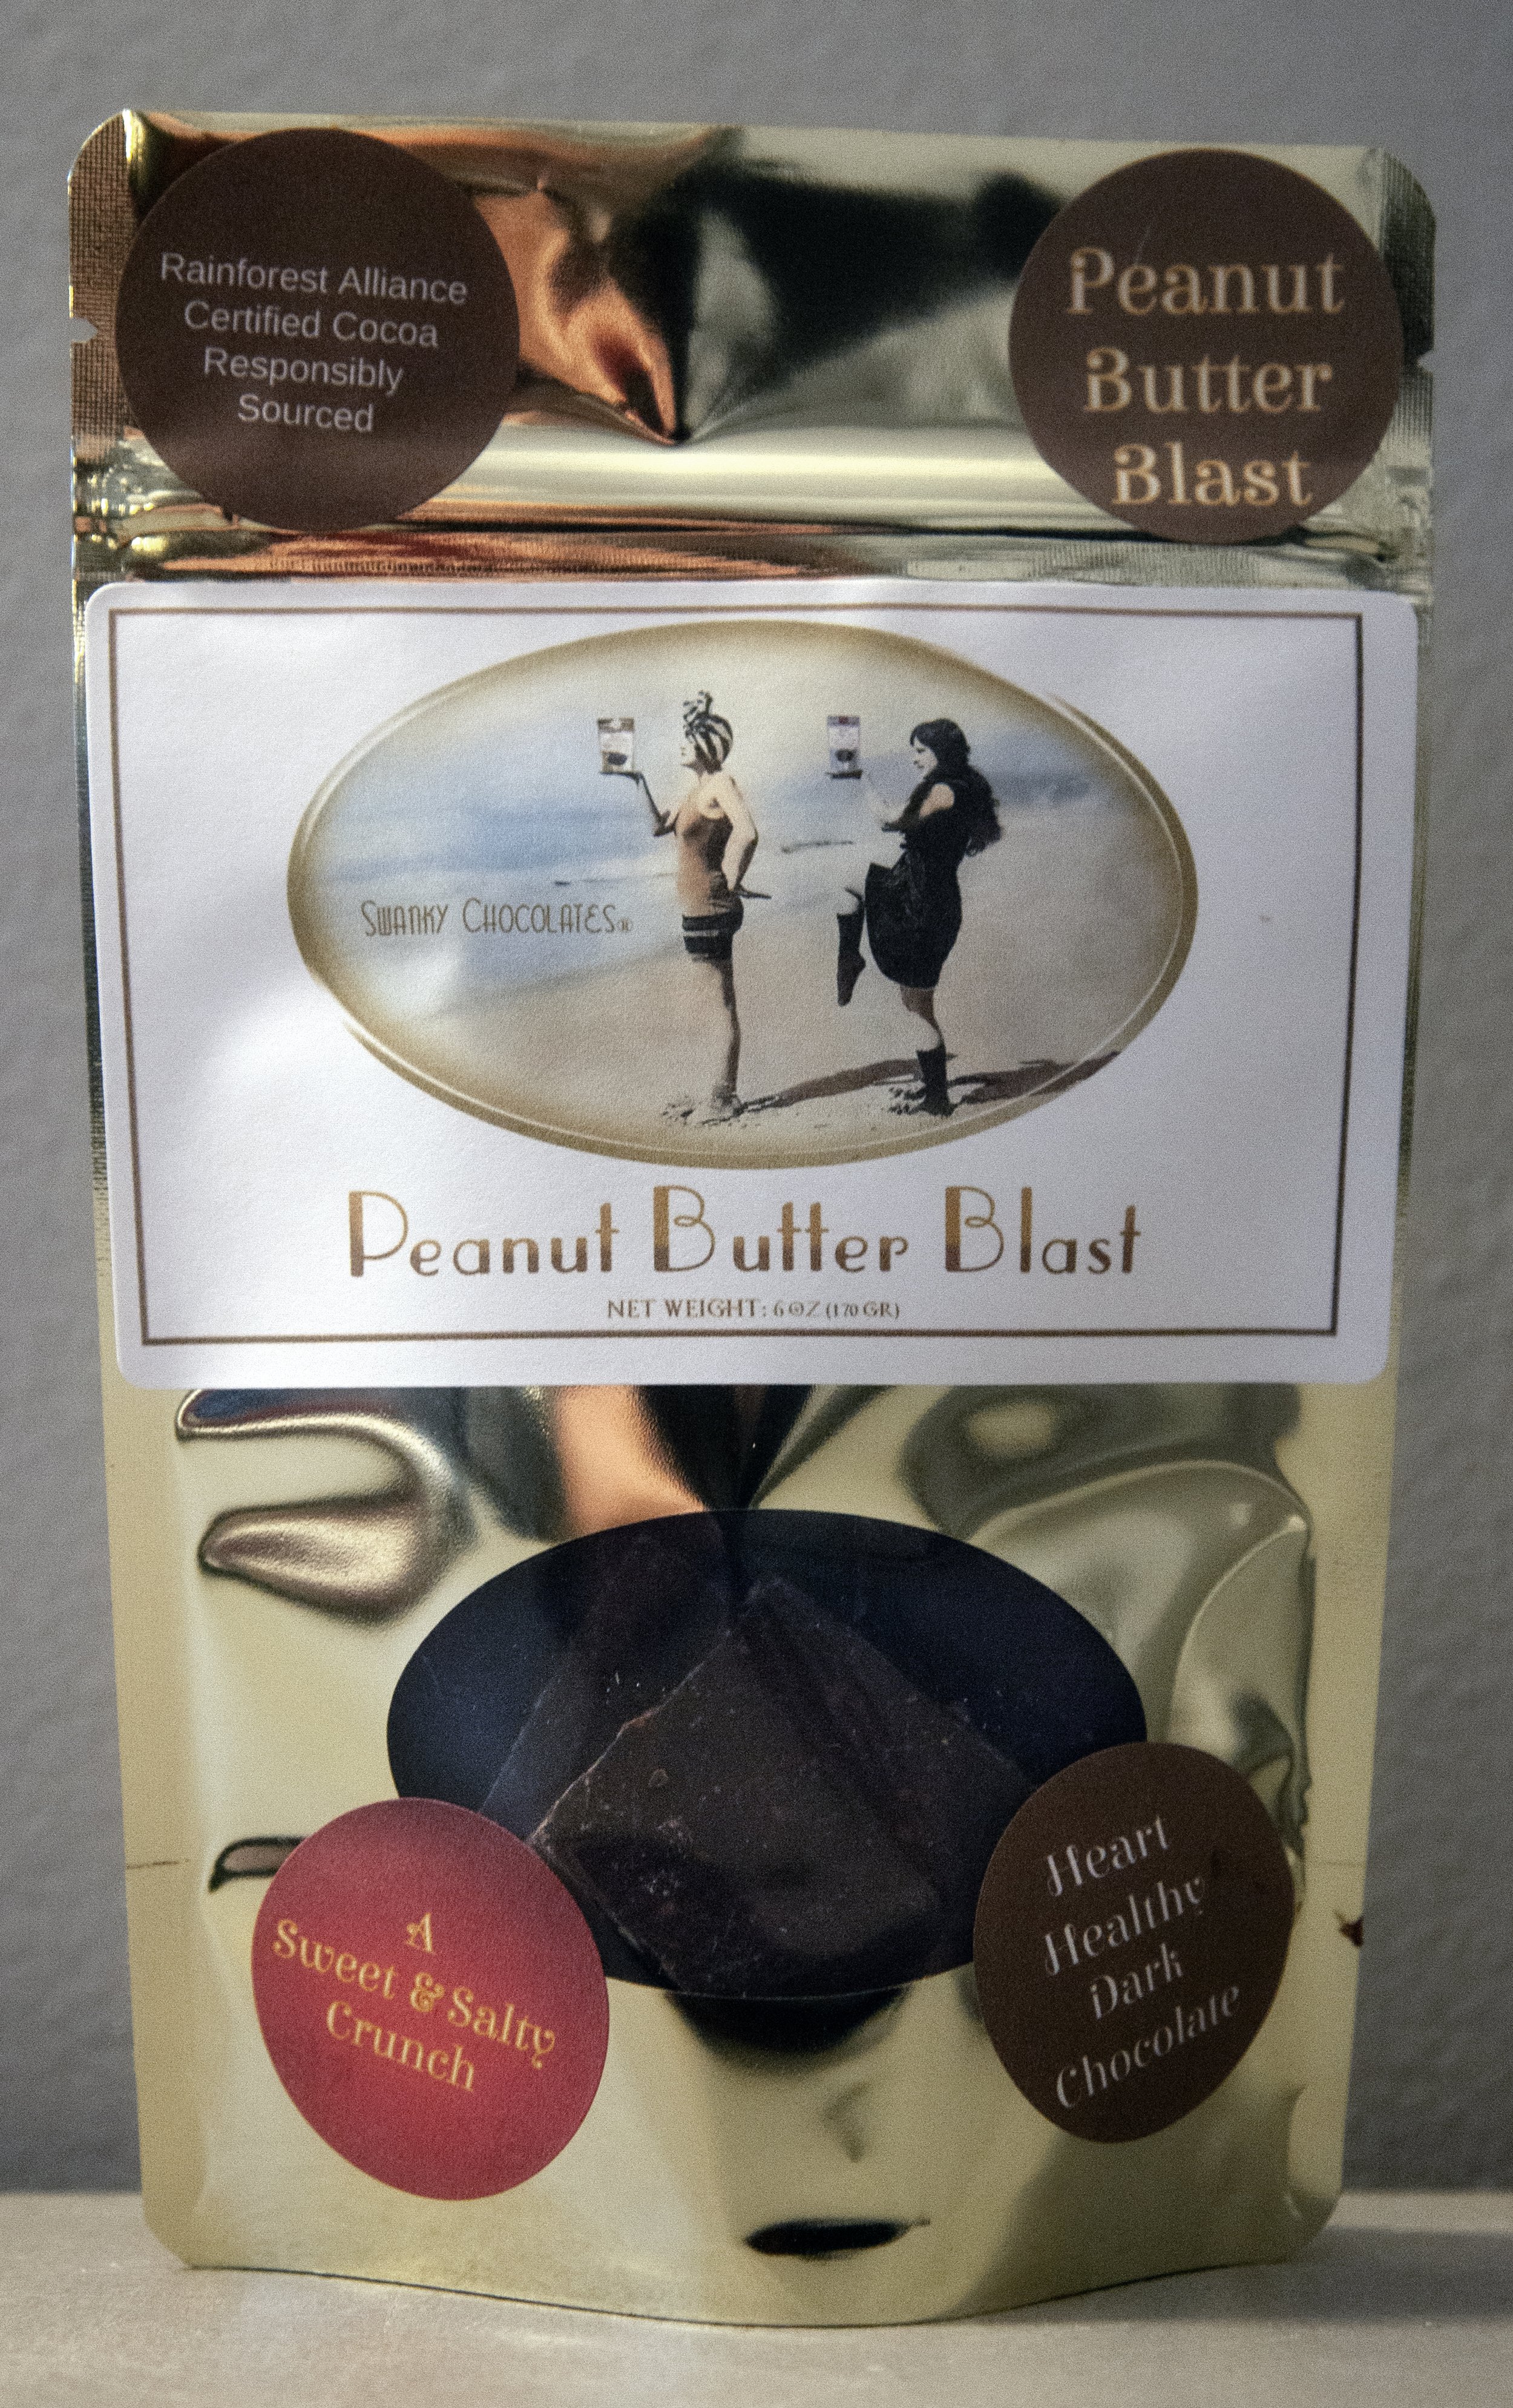 Rainforest Alliance
Certified Cocoa
Responsibly
Sourced
Peanut
Butter
Blast
SWANKY CHOCOLATES®
Peanut Butter Blast
NET WEIGHT: 6 OZ (170 GR)
A
Sweet & Salty
Crunch
Heart
Healthy
Dark
Chocolate